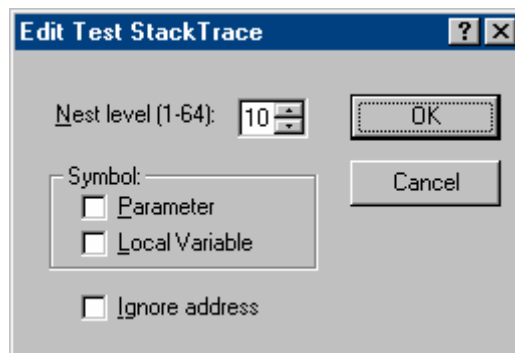 Edit Test StackTrace
Nest level (1-64): 10
OK
Symbol:
Cancel
Parameter
Local Variable
Ignore address